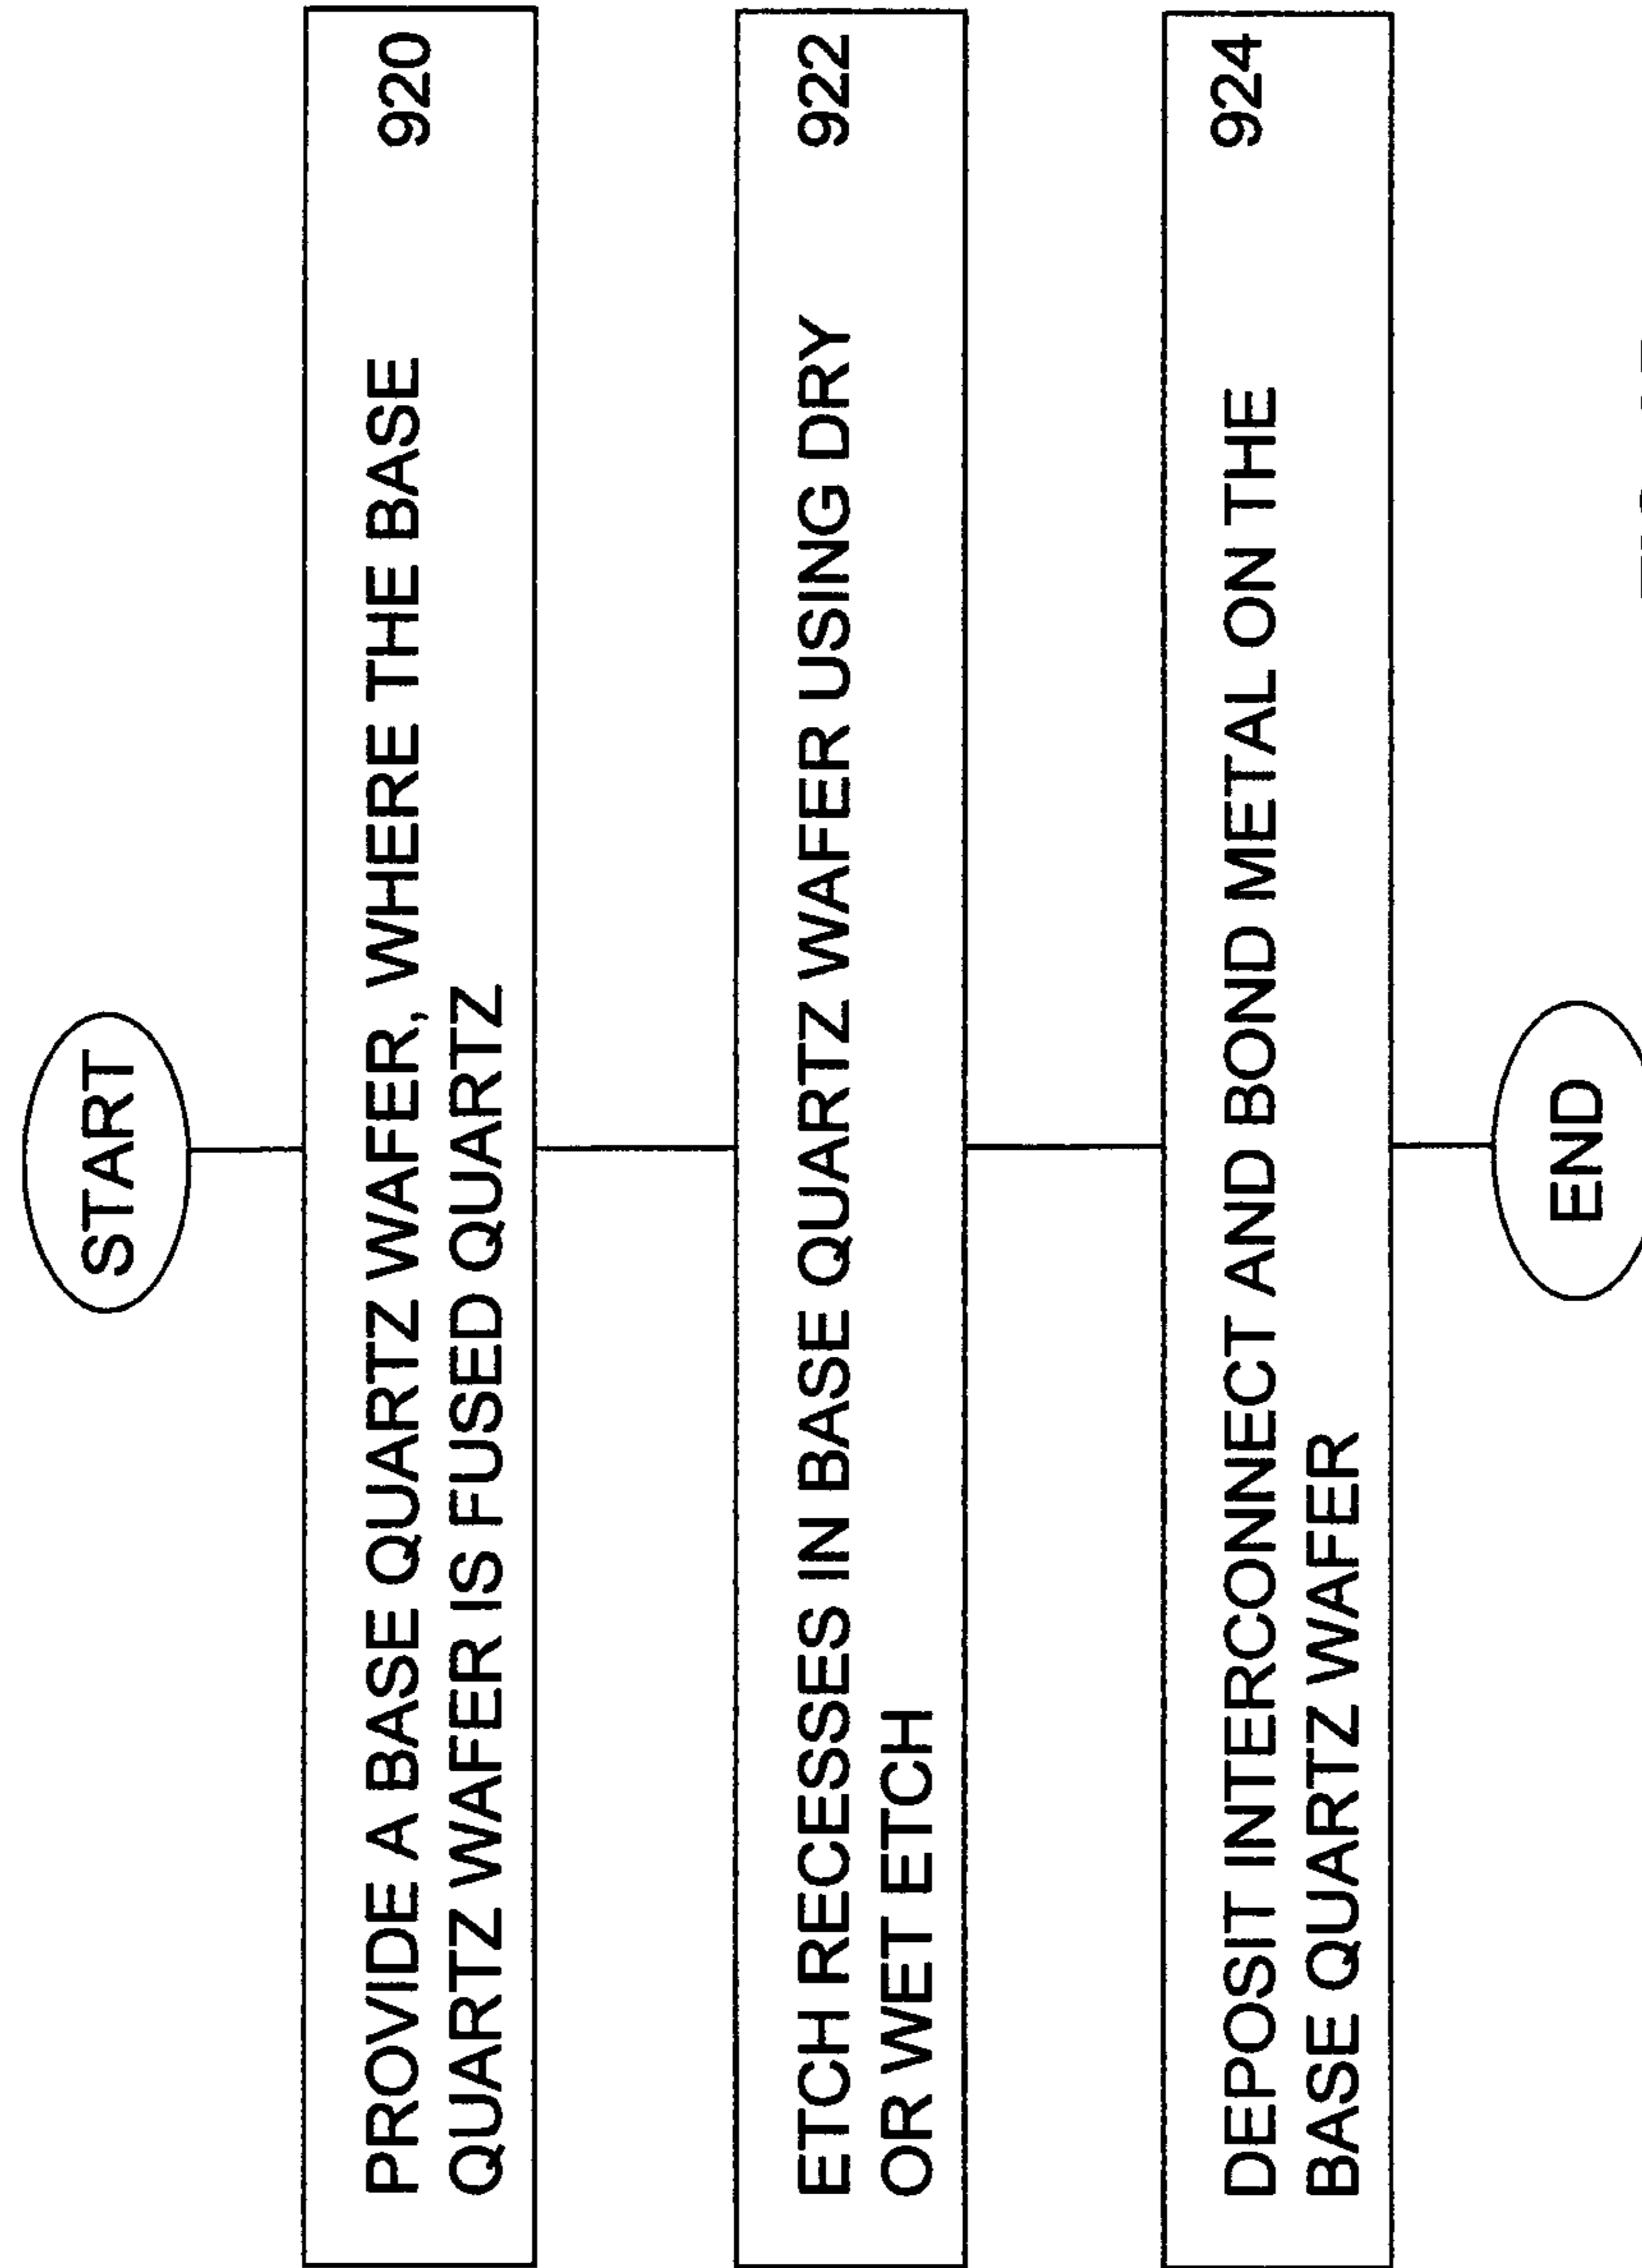 START
PROVIDE A BASE QUARTZ WAFER, WHERE THE BASE 920
QUARTZ WAFER IS FUSED QUARTZ
ETCH RECESSES IN BASE QUARTZ WAFER USING DRY 922
OR WET ETCH
DEPOSIT INTERCONNECT AND BOND METAL ON THE 924
BASE QUARTZ WAFER
END